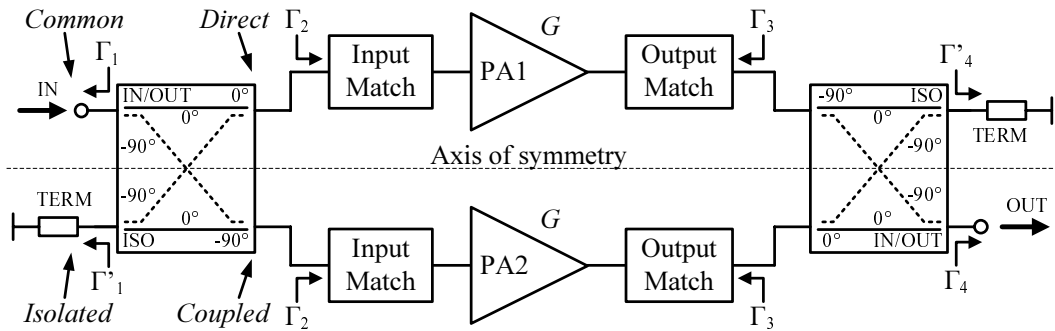 Common
Direct
Γ1
Γ2
G
Γ3
Γ'4
IN
IN/OUT 0°
0°
-90°
-90°
0°
ISO -90°
Input
Match
PA1
Output
Match
-90° ISO
0°
-90°
-90°
0°
0° IN/OUT
TERM
Axis of symmetry
TERM
OUT
Γ'1
Isolated
Coupled
Γ2
Input
Match
PA2
G
Output
Match
Γ3
Γ4